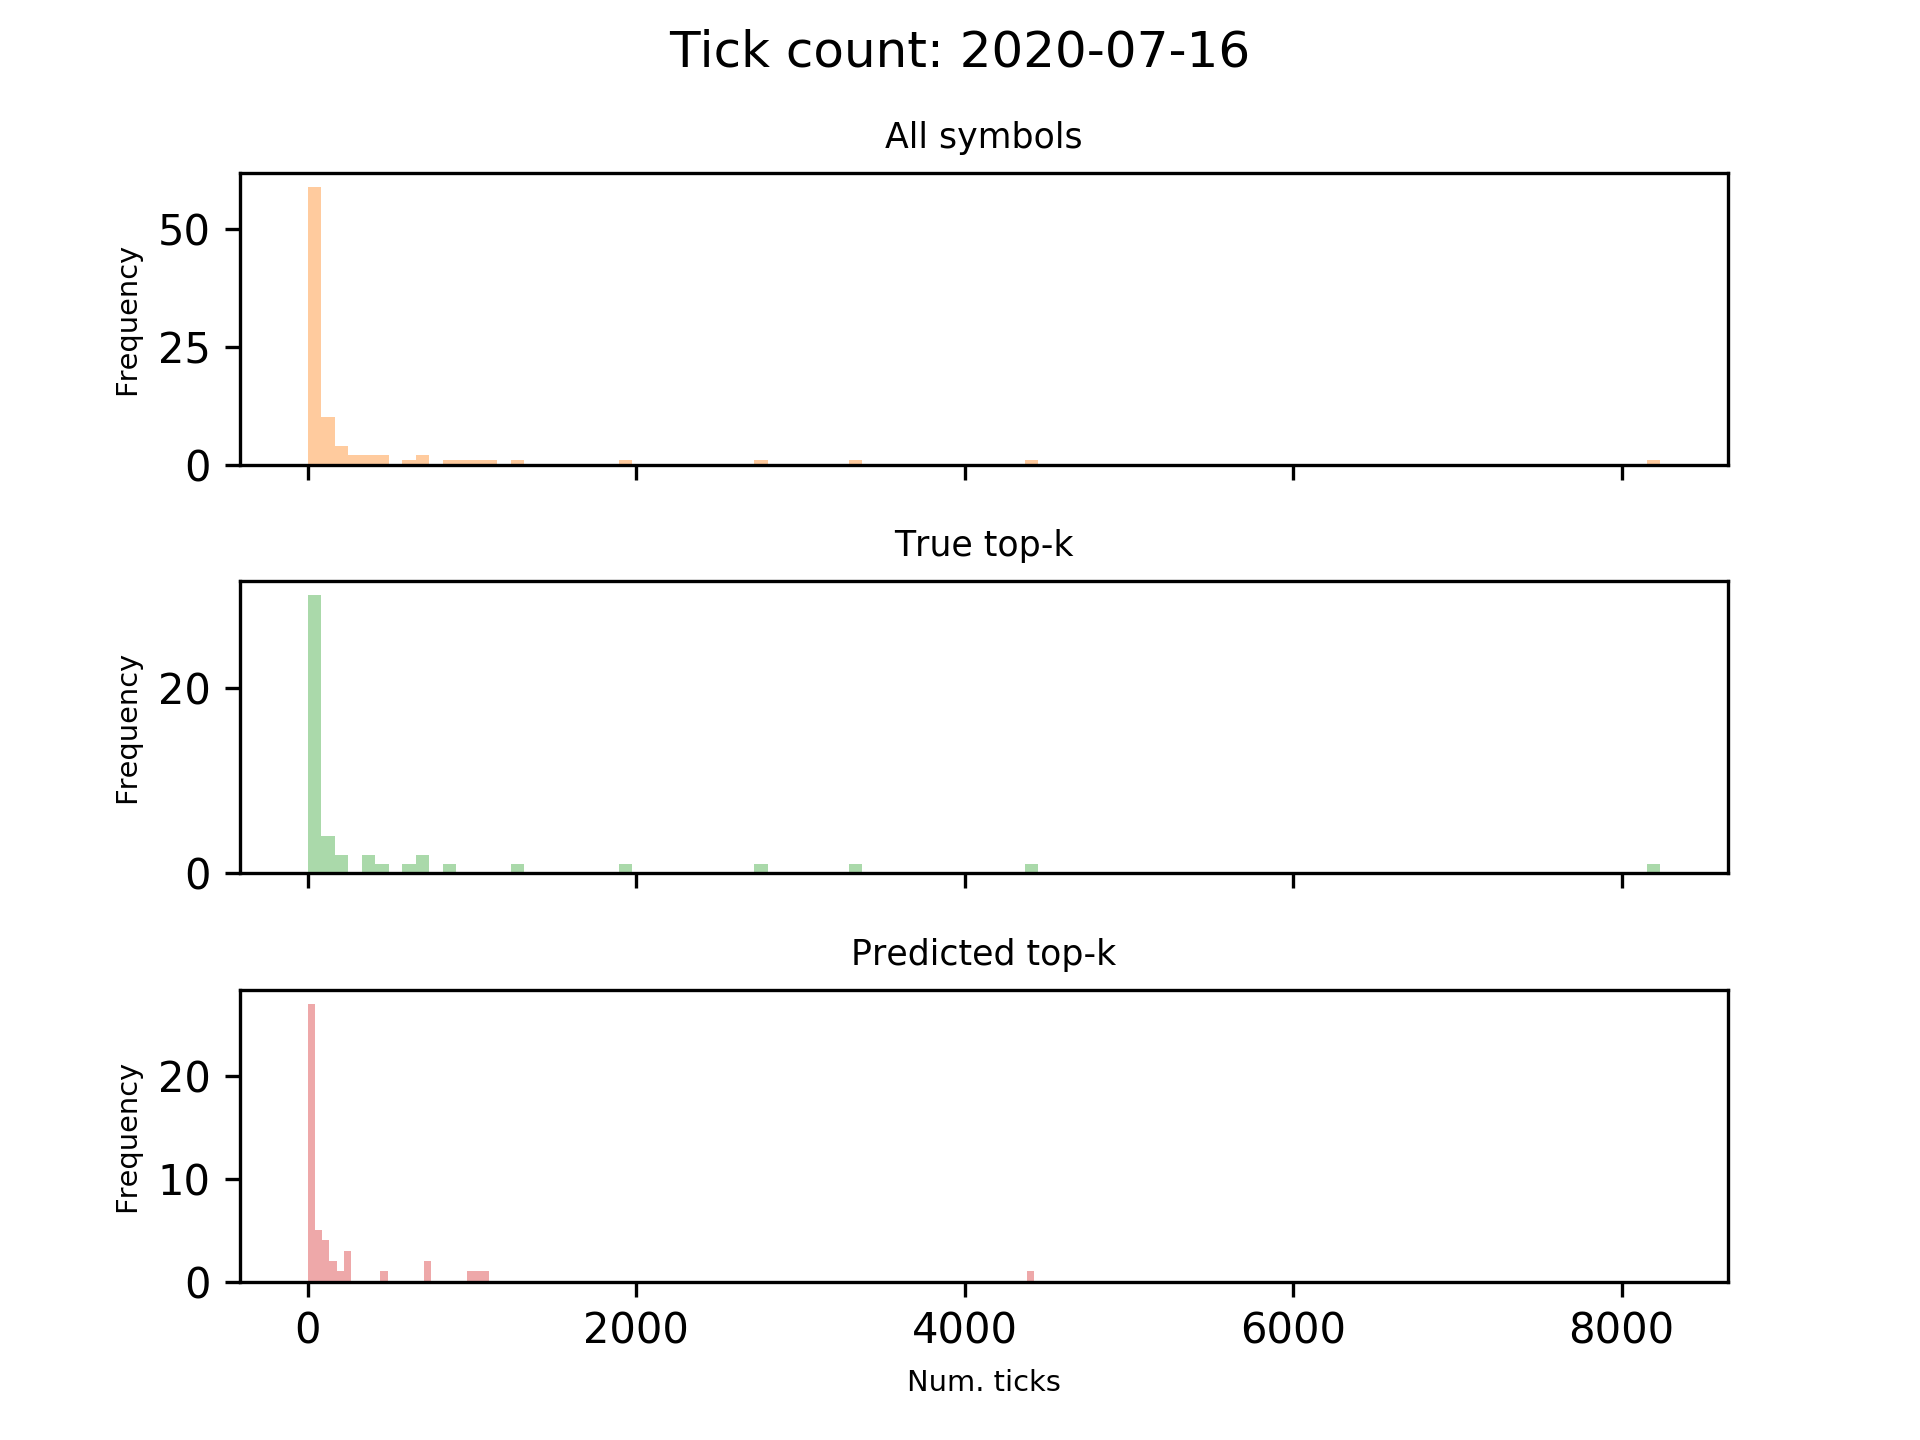 Tick count: 2020-07-16
All symbols
Frequency
50
25
0
True top-k
Frequency
20
0
Predicted top-k
Frequency
20
10
0
0 2000 4000 6000 8000
Num. ticks